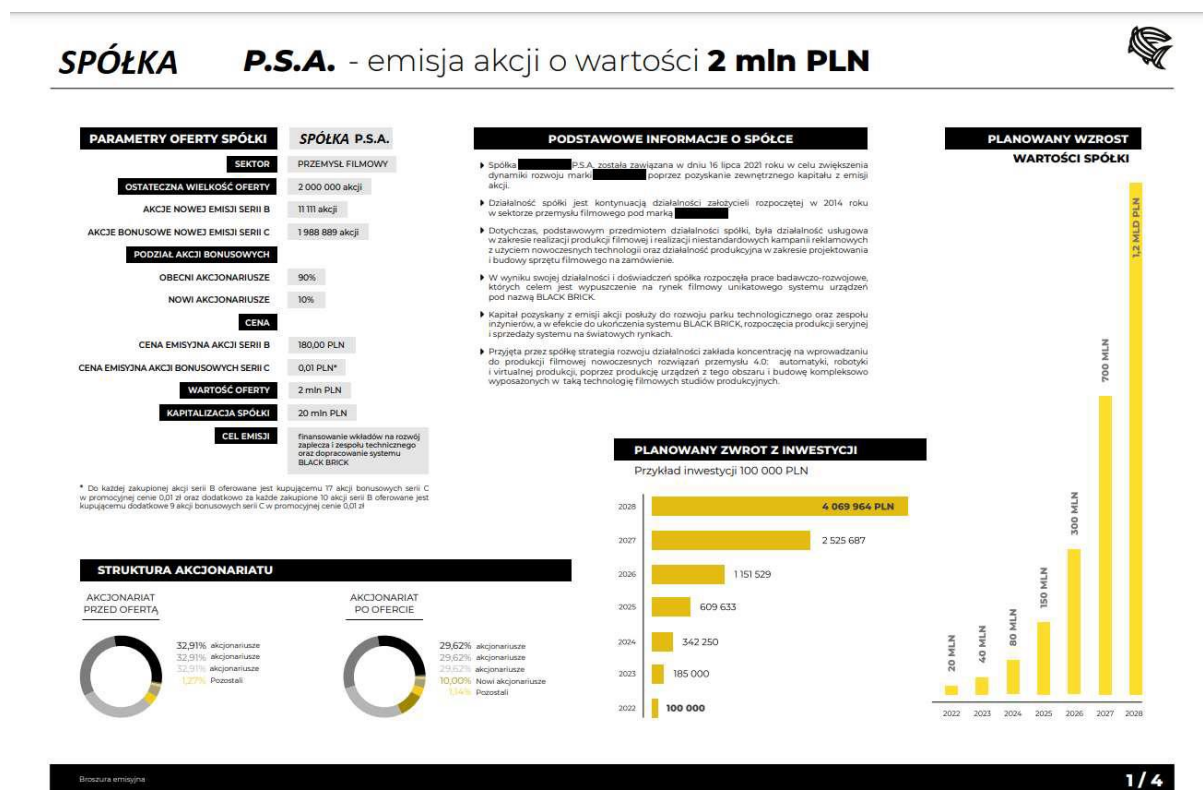 SPÓŁKA P.S.A. - emisja akcji o wartości 2 mln PLN
PARAMETRY OFERTY SPÓŁKI SPÓŁKA P.S.A.
SEKTOR PRZEMYSŁ FILMOWY
OSTATECZNA WIELKOŚĆ OFERTY 2 000 000 akcji
AKCJE NOWEJ EMISJI SERII B 11 111 akcji
AKCJE BONUSOWE NOWEJ EMISJI SERII C 1 988 889 akcji
PODZIAŁ AKCJI BONUSOWYCH
OBECNI AKCJONARIUSZE 90%
NOWI AKCJONARIUSZE 10%
CENA
CENA EMISYJNA AKCJI SERII B 180,00 PLN
CENA EMISYJNA AKCJI BONUSOWYCH SERII C 0,01 PLN*
WARTOŚĆ OFERTY 2 mln PLN
KAPITALIZACJA SPÓŁKI 20 mln PLN
CEL EMISJI finansowanie wkładów na rozwój
zaplecza i zespołu technicznego
oraz dopracowanie systemu
BLACK BRICK
* Do każdej zakupionej akcji serii B oferowane jest kupującemu 17 akcji bonusowych serii C
w promocyjnej cenie 0,01 zł oraz dodatkowo za każde zakupione 10 akcji serii B oferowane jest
kupującemu dodatkowe 9 akcji bonusowych serii C w promocyjnej cenie 0,01 zł
PODSTAWOWE INFORMACJE O SPÓŁCE
Spółka P.S.A. została zawiązana w dniu 16 lipca 2021 roku w celu zwiększenia
dynamiki rozwoju marki poprzez pozyskanie zewnętrznego kapitału z emisji
akcji.
Działalność spółki jest kontynuacją działalności założycieli rozpoczętej w 2014 roku
w sektorze przemysłu filmowego pod marką
Dotychczas, podstawowym przedmiotem działalności spółki, była działalność usługowa
w zakresie realizacji produkcji filmowej i realizacji niestandardowych kampanii reklamowych
z użyciem nowoczesnych technologii oraz działalność produkcyjna w zakresie projektowania
i budowy sprzętu filmowego na zamówienie.
W wyniku swojej działalności i doświadczeń spółka rozpoczęła prace badawczo-rozwojowe,
których celem jest wypuszczenie na rynek filmowy unikatowego systemu urządzeń
pod nazwą BLACK BRICK.
Kapitał pozyskany z emisji akcji posłuży do rozwoju parku technologicznego oraz zespołu
inżynierów, a w efekcie do ukończenia systemu BLACK BRICK, rozpoczęcia produkcji seryjnej
i sprzedaży systemu na światowych rynkach.
Przyjęta przez spółkę strategia rozwoju działalności zakłada koncentrację na wprowadzaniu
do produkcji filmowej nowoczesnych rozwiązań przemysłu 4.0: automatyki, robotyki
i virtualnej produkcji, poprzez produkcję urządzeń z tego obszaru i budowę kompleksowo
wyposażonych w taką technologię filmowych studiów produkcyjnych.
PLANOWANY WZROST
WARTOŚCI SPÓŁKI
20 MLN
40 MLN
80 MLN
150 MLN
300 MLN
700 MLN
1,2 MLD PLN
2022 2023 2024 2025 2026 2027 2028
PLANOWANY ZWROT Z INWESTYCJI
Przykład inwestycji 100 000 PLN
2028 4 069 964 PLN
2027 2 525 687
2026 1 151 529
2025 609 633
2024 342 250
2023 185 000
2022 100 000
STRUKTURA AKCJONARIATU
AKCJONARIAT
PRZED OFERTĄ
32,91% akcjonariusze
32,91% akcjonariusze
32,91% akcjonariusze
1,27% Pozostali
AKCJONARIAT
PO OFERCIE
29,62% akcjonariusze
29,62% akcjonariusze
29,62% akcjonariusze
10,00% Nowi akcjonariusze
1,14% Pozostali
Broszura emisyjna
1 / 4